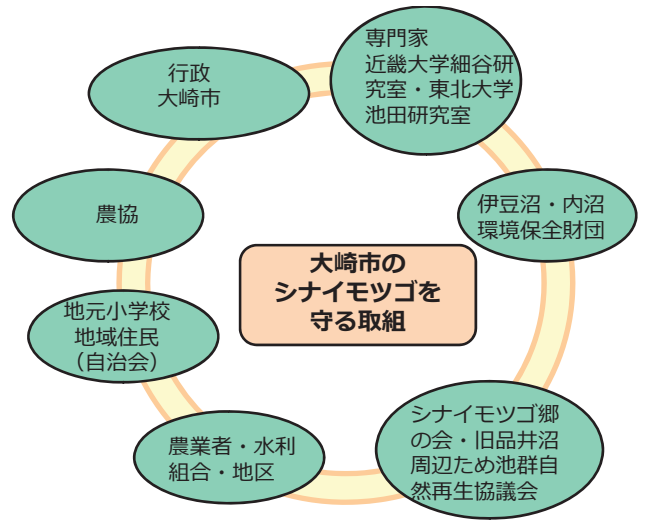 専門家
近畿大学細谷研
究室・東北大学
池田研究室
行政
大崎市
伊豆沼・内沼
環境保全財団
農協
大崎市の
シナイモツゴを
守る取組
地元小学校
地域住民
（自治会）
シナイモツゴ郷
の会・旧品井沼
周辺ため池群自
然再生協議会
農業者・水利
組合・地区